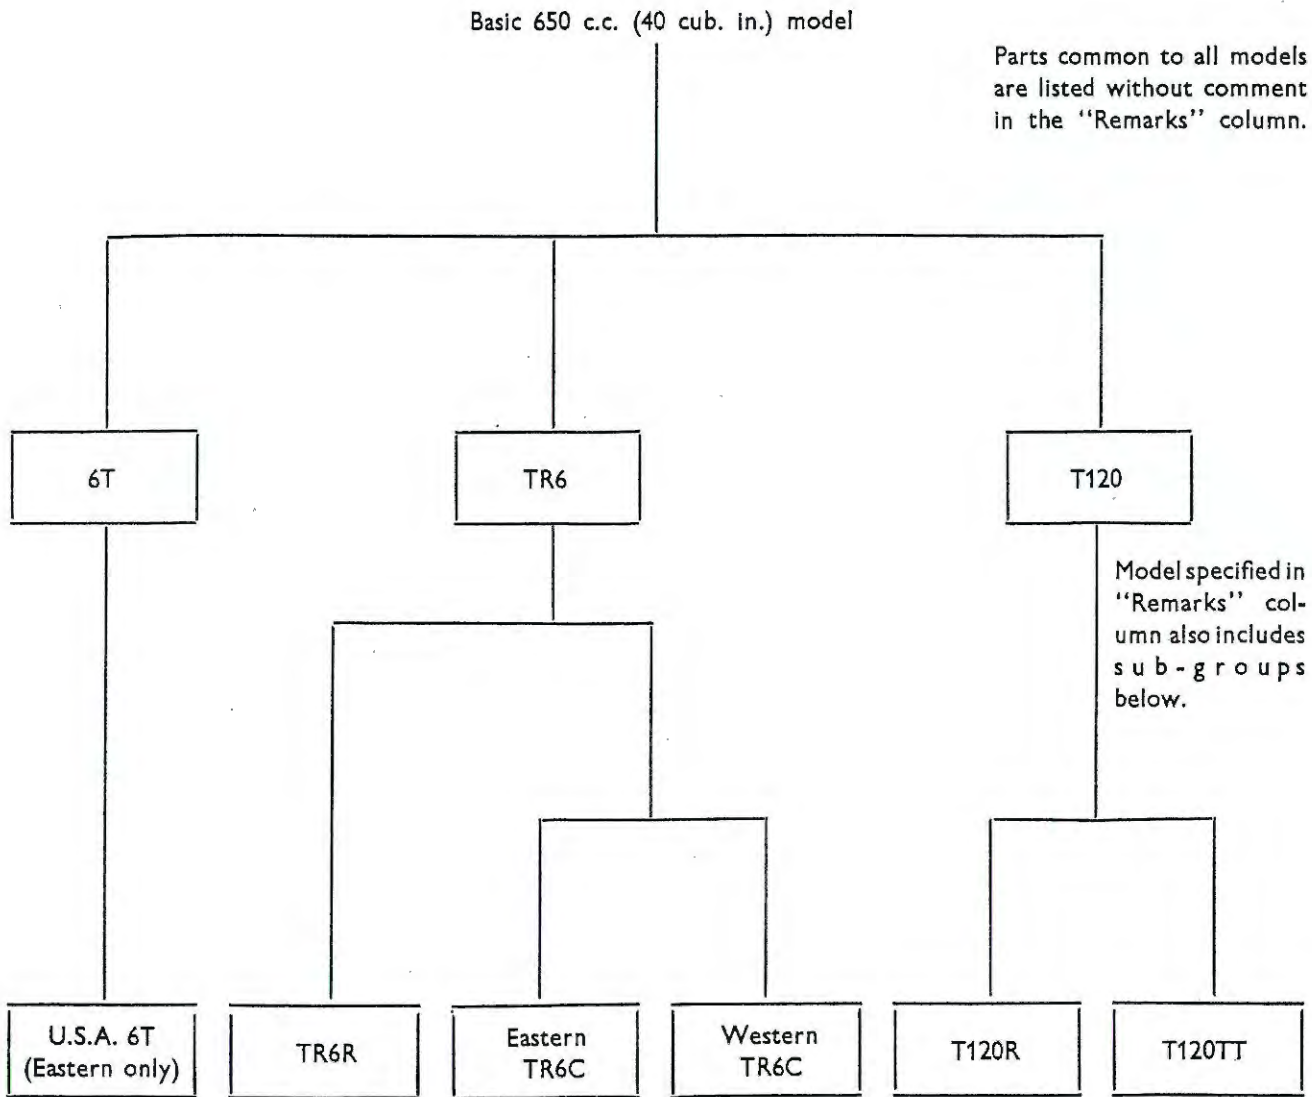 Basic 650 c.c. (40 cub. in.) model
Parts common to all models
are listed without comment
in the “Remarks” column.
6T
TR6
T120
Model specified in
“Remarks” col-
umn also includes
sub-groups
below.
U.S.A. 6T
(Eastern only)
TR6R
Eastern
TR6C
Western
TR6C
T120R
T120TT